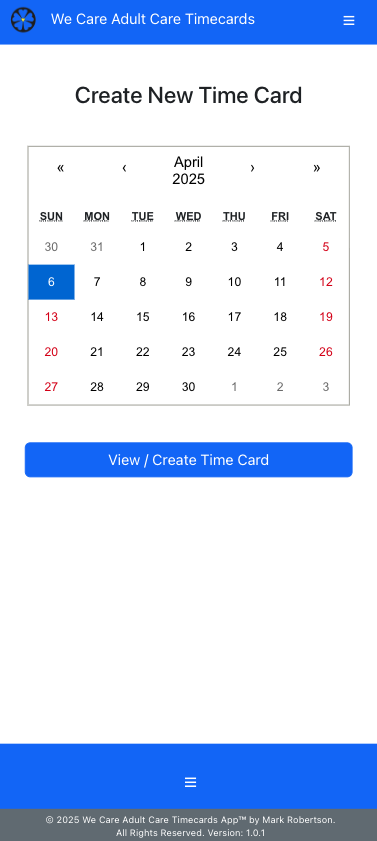 We Care Adult Care Timecards
Create New Time Card
« ‹ April 2025 › »
SUN MON TUE WED THU FRI SAT
30 31 1 2 3 4 5
6 7 8 9 10 11 12
13 14 15 16 17 18 19
20 21 22 23 24 25 26
27 28 29 30 1 2 3
View / Create Time Card
© 2025 We Care Adult Care Timecards App™ by Mark Robertson.
All Rights Reserved. Version: 1.0.1